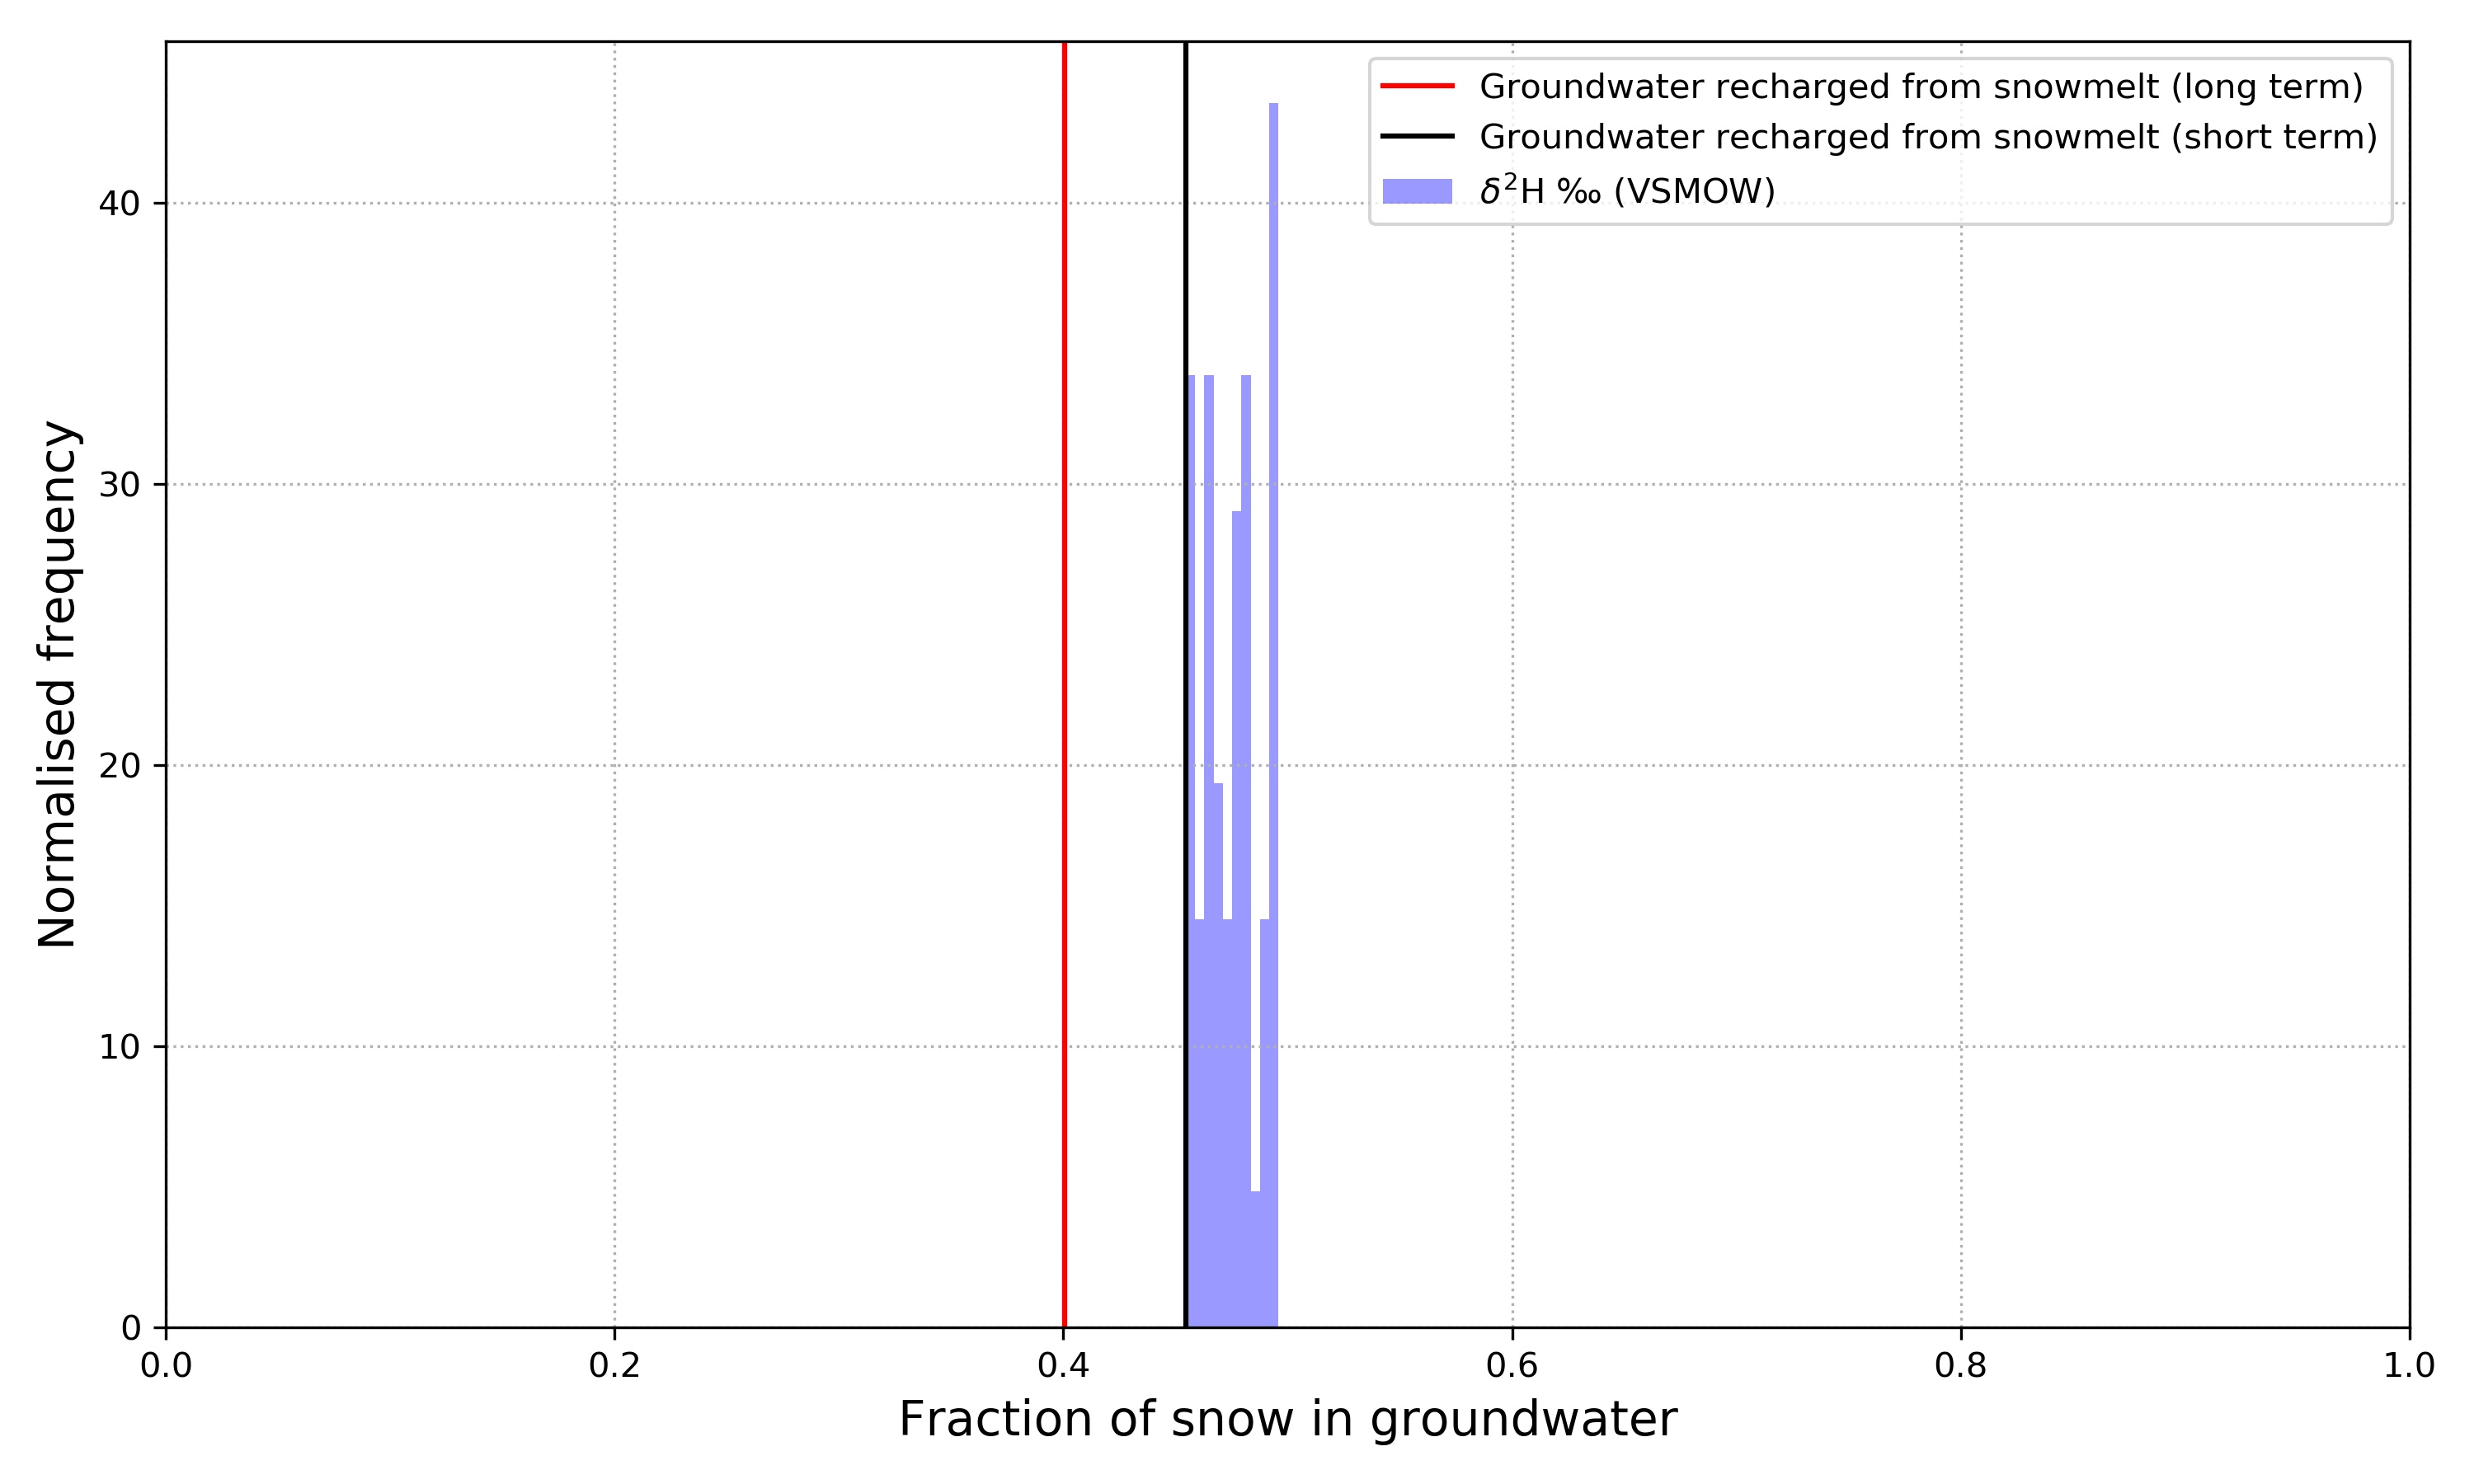 Groundwater recharged from snowmelt (long term)
Groundwater recharged from snowmelt (short term)
δ²H ‰ (VSMOW)
Normalised frequency
40
30
20
10
0
0.0 0.2 0.4 0.6 0.8 1.0
Fraction of snow in groundwater